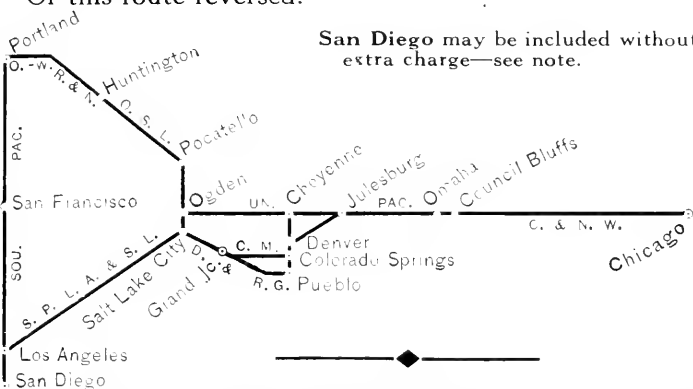 Or this route reversed.
Portland
San Diego may be included without
extra charge—see note.
O.-W. R. & N.
Huntington
O. S. L.
Pocatello
PAC.
Ogden
UN.
Cheyenne
Julesburg
PAC.
Omaha
Council Bluffs
San Francisco
C. & N. W.
Chicago
SOU.
S. P. L. A. & S. L.
Salt Lake City
D. &
Grand Jc.
C. M.
Denver
Colorado Springs
R. G.
Pueblo
Los Angeles
San Diego